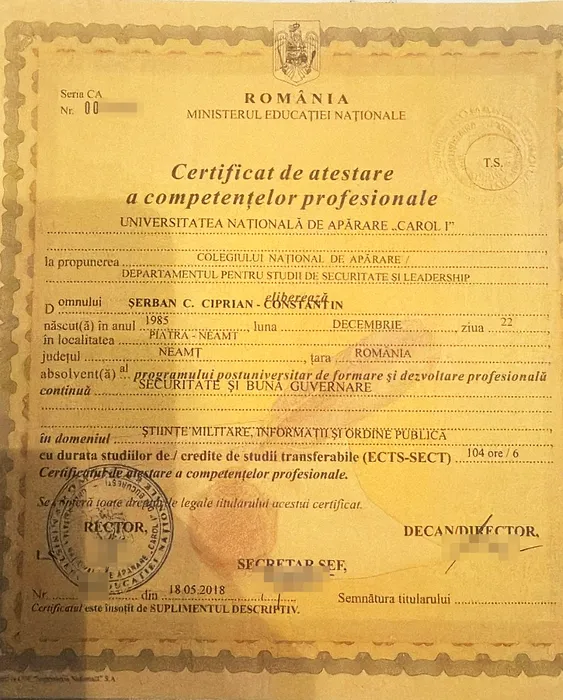 ROMÂNIA
Seria CA
Nr. 00
MINISTERUL EDUCAȚIEI NAȚIONALE
T.S.
Certificat de atestare
a competențelor profesionale
UNIVERSITATEA NAȚIONALĂ DE APĂRARE „CAROL I”
la propunerea COLEGIULUI NAȚIONAL DE APĂRARE /
DEPARTAMENTUL PENTRU STUDII DE SECURITATE ȘI LEADERSHIP
eliberează
Domnului ȘERBAN C. CIPRIAN - CONSTANTIN
născut(ă) în anul 1985, luna DECEMBRIE, ziua 22
în localitatea PIATRA - NEAMȚ
județul NEAMȚ, țara ROMÂNIA
absolvent(ă) al programului postuniversitar de formare și dezvoltare profesională
continuă SECURITATE ȘI BUNĂ GUVERNARE
în domeniul ȘTIINȚE MILITARE, INFORMAȚII ȘI ORDINE PUBLICĂ
cu durata studiilor de / credite de studii transferabile (ECTS-SECT) 104 ore / 6
Certificatul de atestare a competențelor profesionale.
Se conferă toate drepturile legale titularului acestui certificat.
RECTOR,
DECAN/DIRECTOR,
SECRETAR ȘEF,
Nr. din 18.05.2018
Semnătura titularului
Certificatul este însoțit de SUPLIMENTUL DESCRIPTIV.